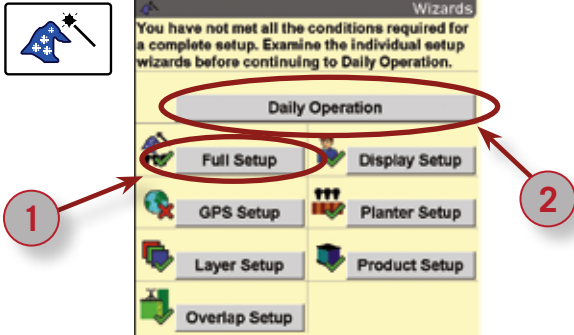 Wizards
You have not met all the conditions required for
a complete setup. Examine the individual setup
wizards before continuing to Daily Operation.
Daily Operation
Full Setup
Display Setup
1
2
GPS Setup
Planter Setup
Layer Setup
Product Setup
Overlap Setup